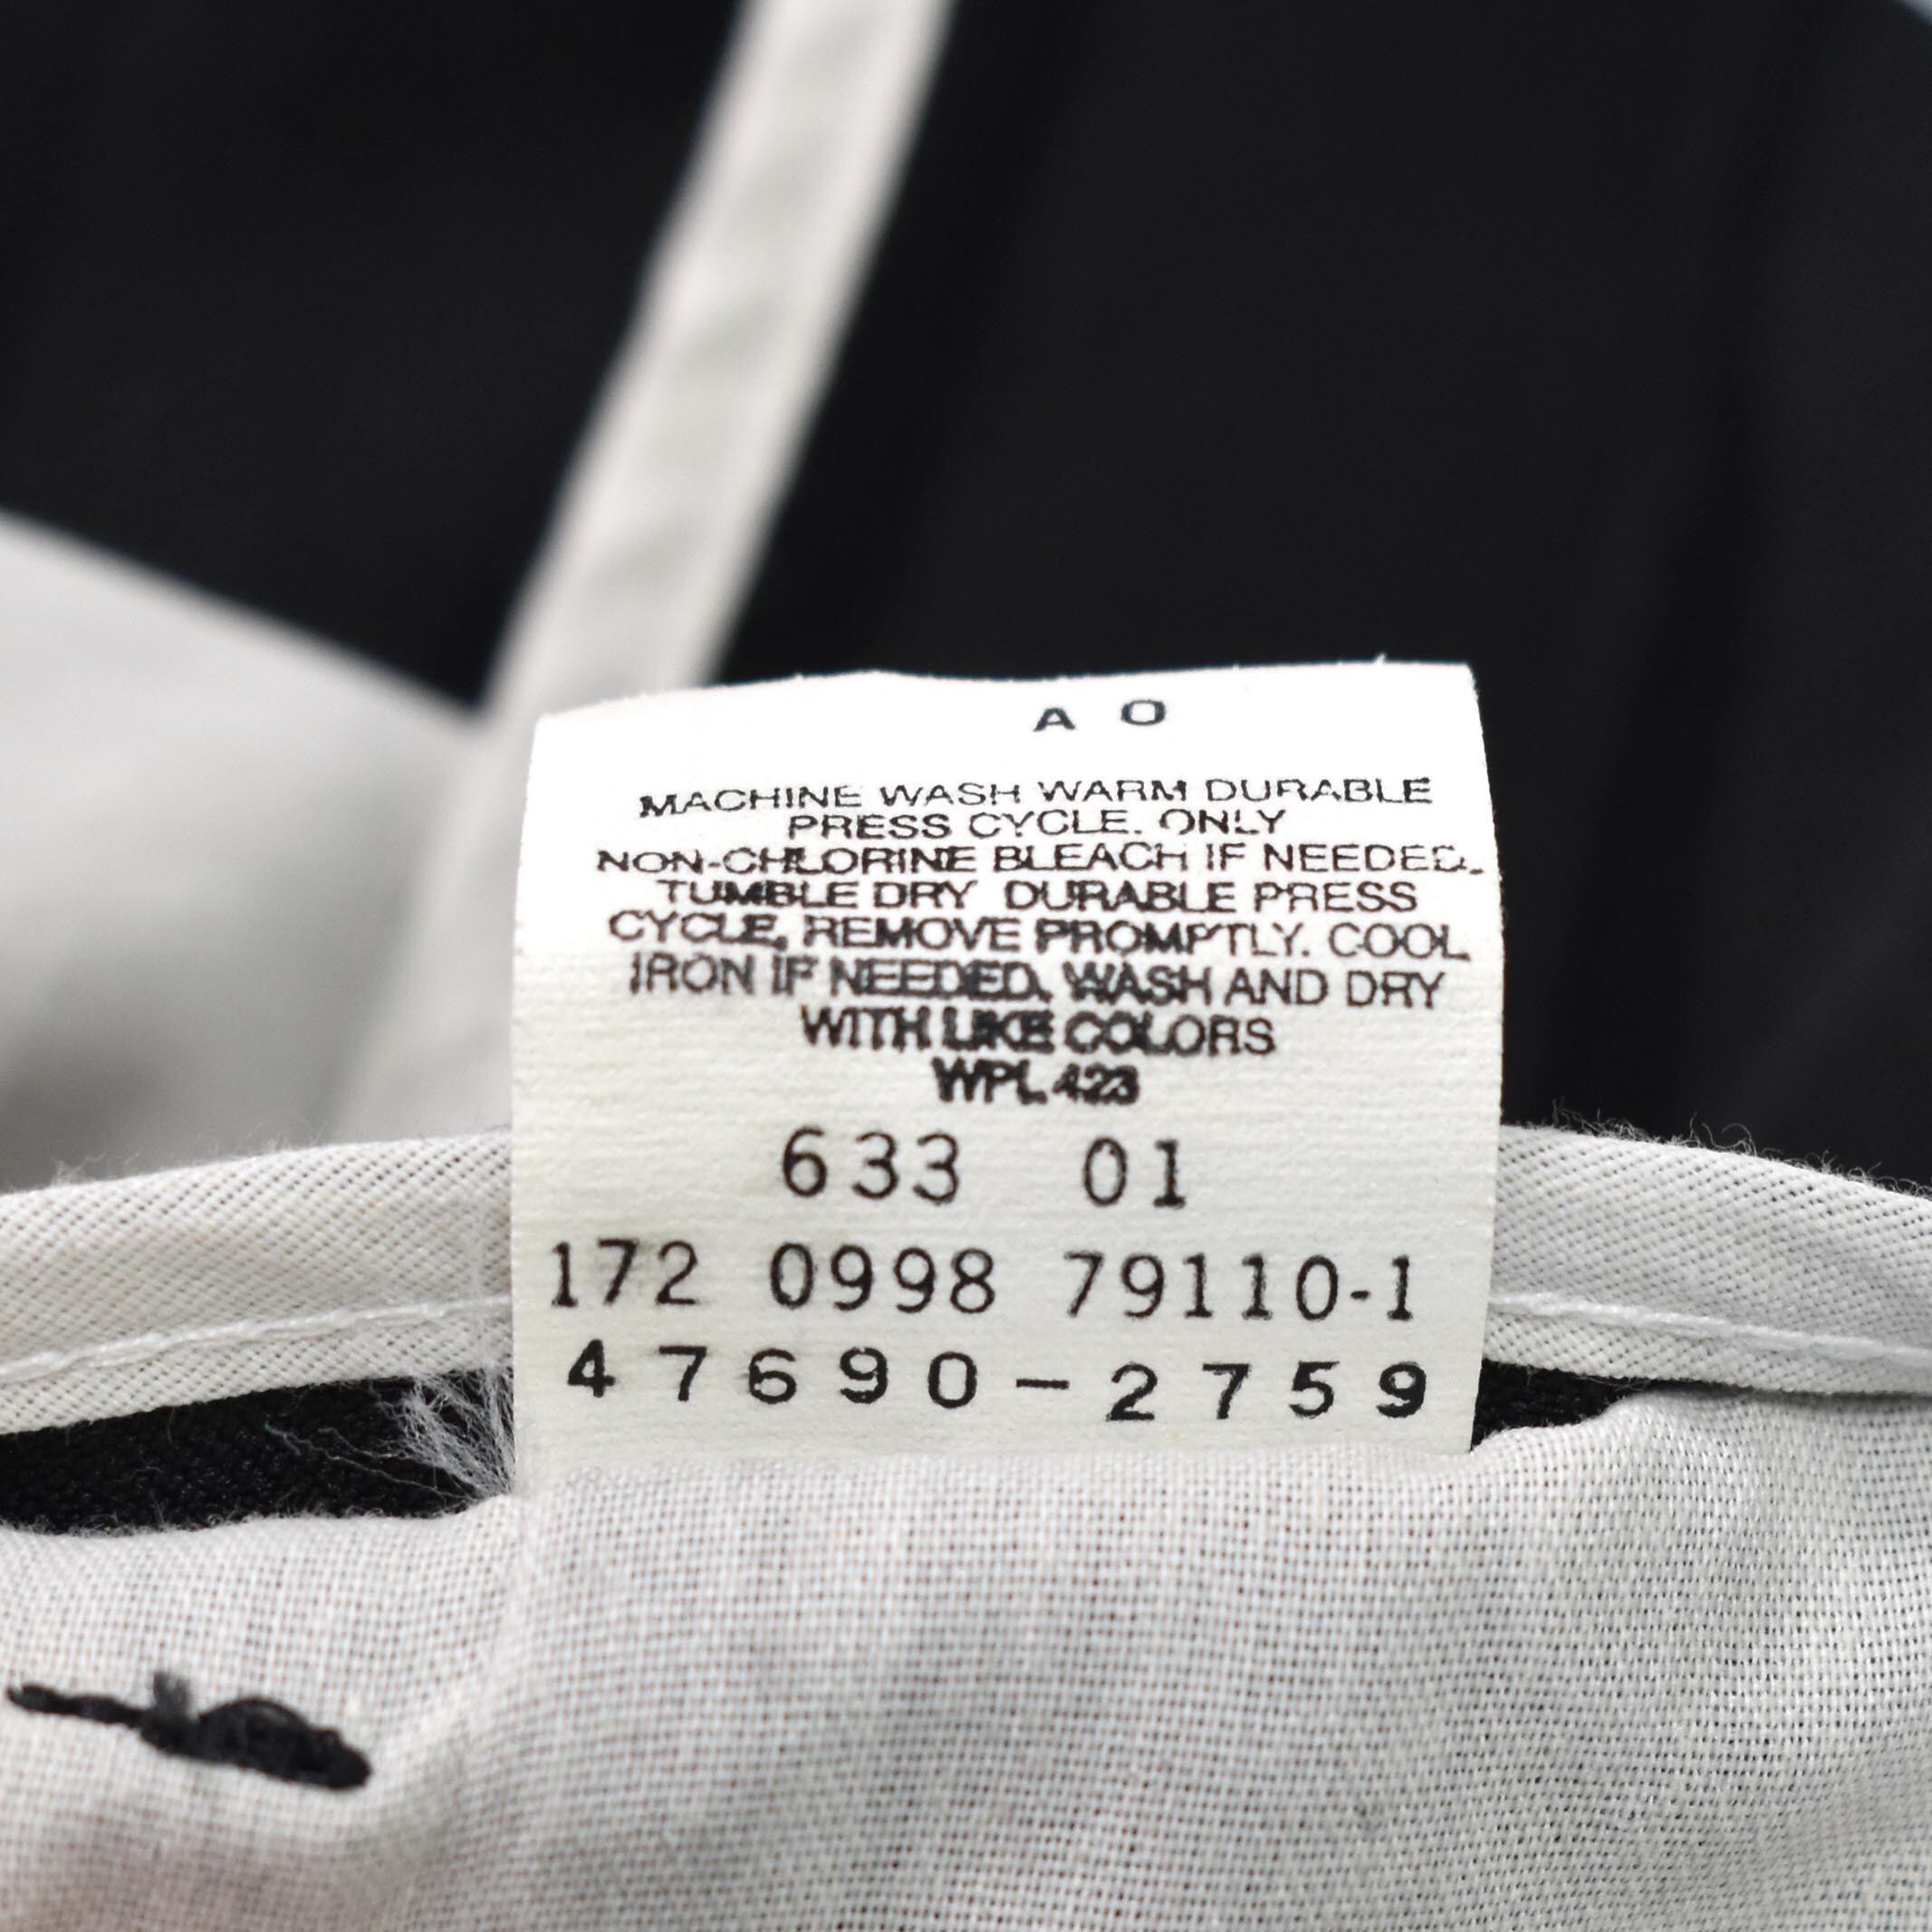 A O
MACHINE WASH WARM DURABLE
PRESS CYCLE. ONLY
NON-CHLORINE BLEACH IF NEEDED.
TUMBLE DRY DURABLE PRESS
CYCLE, REMOVE PROMPTLY. COOL
IRON IF NEEDED. WASH AND DRY
WITH LIKE COLORS
WPL 423
633 01
172 0998 79110-1
47690-2759